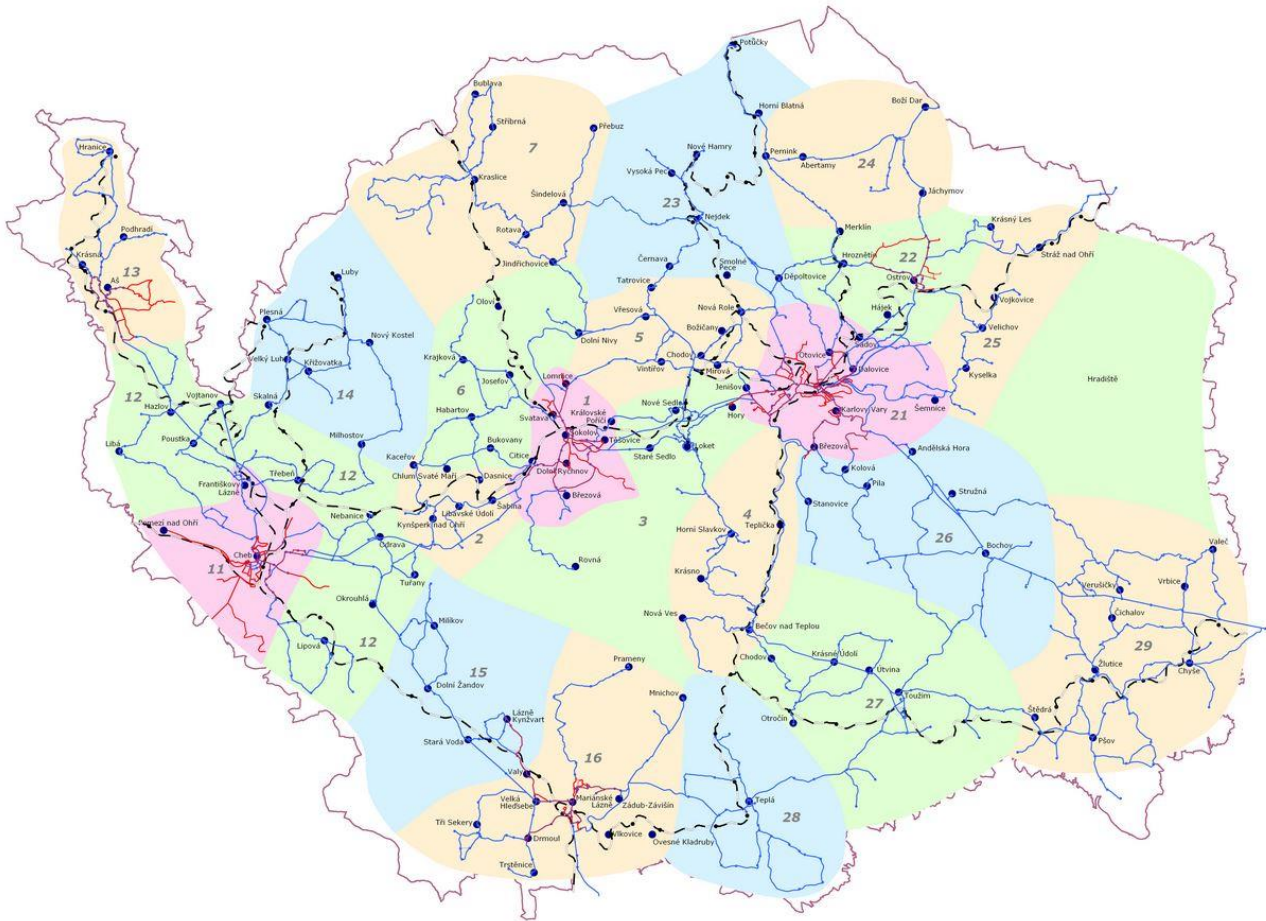 Potůčky
Bublava
Boží Dar
Horní Blatná
Stříbrná
Přebuz
Hranice
7
Nové Hamry
Pernink
Abertamy
24
Vysoká Pec
Kraslice
Jáchymov
Šindelová
23
Nejdek
Krásný Les
Podhradí
Rotava
Merklín
Stráž nad Ohří
Krásná
13
Jindřichovice
Černava
Smolné
Pece
Hroznětín
22
Aš
Luby
Tatrovice
Děpoltovice
Ostrov
Olovi
Vojkovice
Plesná
Vřesová
Nová Role
Hájek
Nový Kostel
Dolní Nivy
5
Božičany
Velichov
25
Sadov
Velký Luh
Krajková
Vintířov
Chodov
Mírová
Otovice
Křižovatka
Josefov
6
Lomnice
Dalovice
Kyselka
Hradiště
12
Vojtanov
Skalná
14
1
Jenišov
Hazlov
Habartov
Svatava
Královské
Poříčí
Nové Sedlo
Hory
Karlovy Vary
21
Šemnice
Poustka
Milhostov
Bukovany
Sokolov
Těšovice
Libá
Kaceřov
Citice
Staré Sedlo
Loket
Březová
Andělská Hora
Třebeň
12
Chlum Svaté Maří
Dasnice
Dolní Rychnov
Kolová
Františkovy
Lázně
Březová
Pila
Stružná
Libavské Údolí
Šabina
Stanovice
Nebanice
Kynšperk nad Ohří
3
4
Teplička
Pomezí nad Ohří
Odrava
2
Horní Slavkov
26
Valeč
Cheb
Bochov
11
Tuřany
Rovná
Krásno
Verušičky
Vrbice
Okrouhlá
Nová Ves
Čichalov
Milíkov
Bečov nad Teplou
Lipová
12
29
Prameny
Chodov
Krásné Údolí
Útvina
Žlutice
Chyše
15
Dolní Žandov
Mnichov
Toužim
27
Lázně
Kynžvart
Otročín
Štědrá
Stará Voda
Pšov
16
Valy
Velká
Hleďsebe
Mariánské
Lázně
Zádub-Závišín
Teplá
28
Tři Sekery
Drmoul
Vlkovice
Ovesné Kladruby
Trstěnice